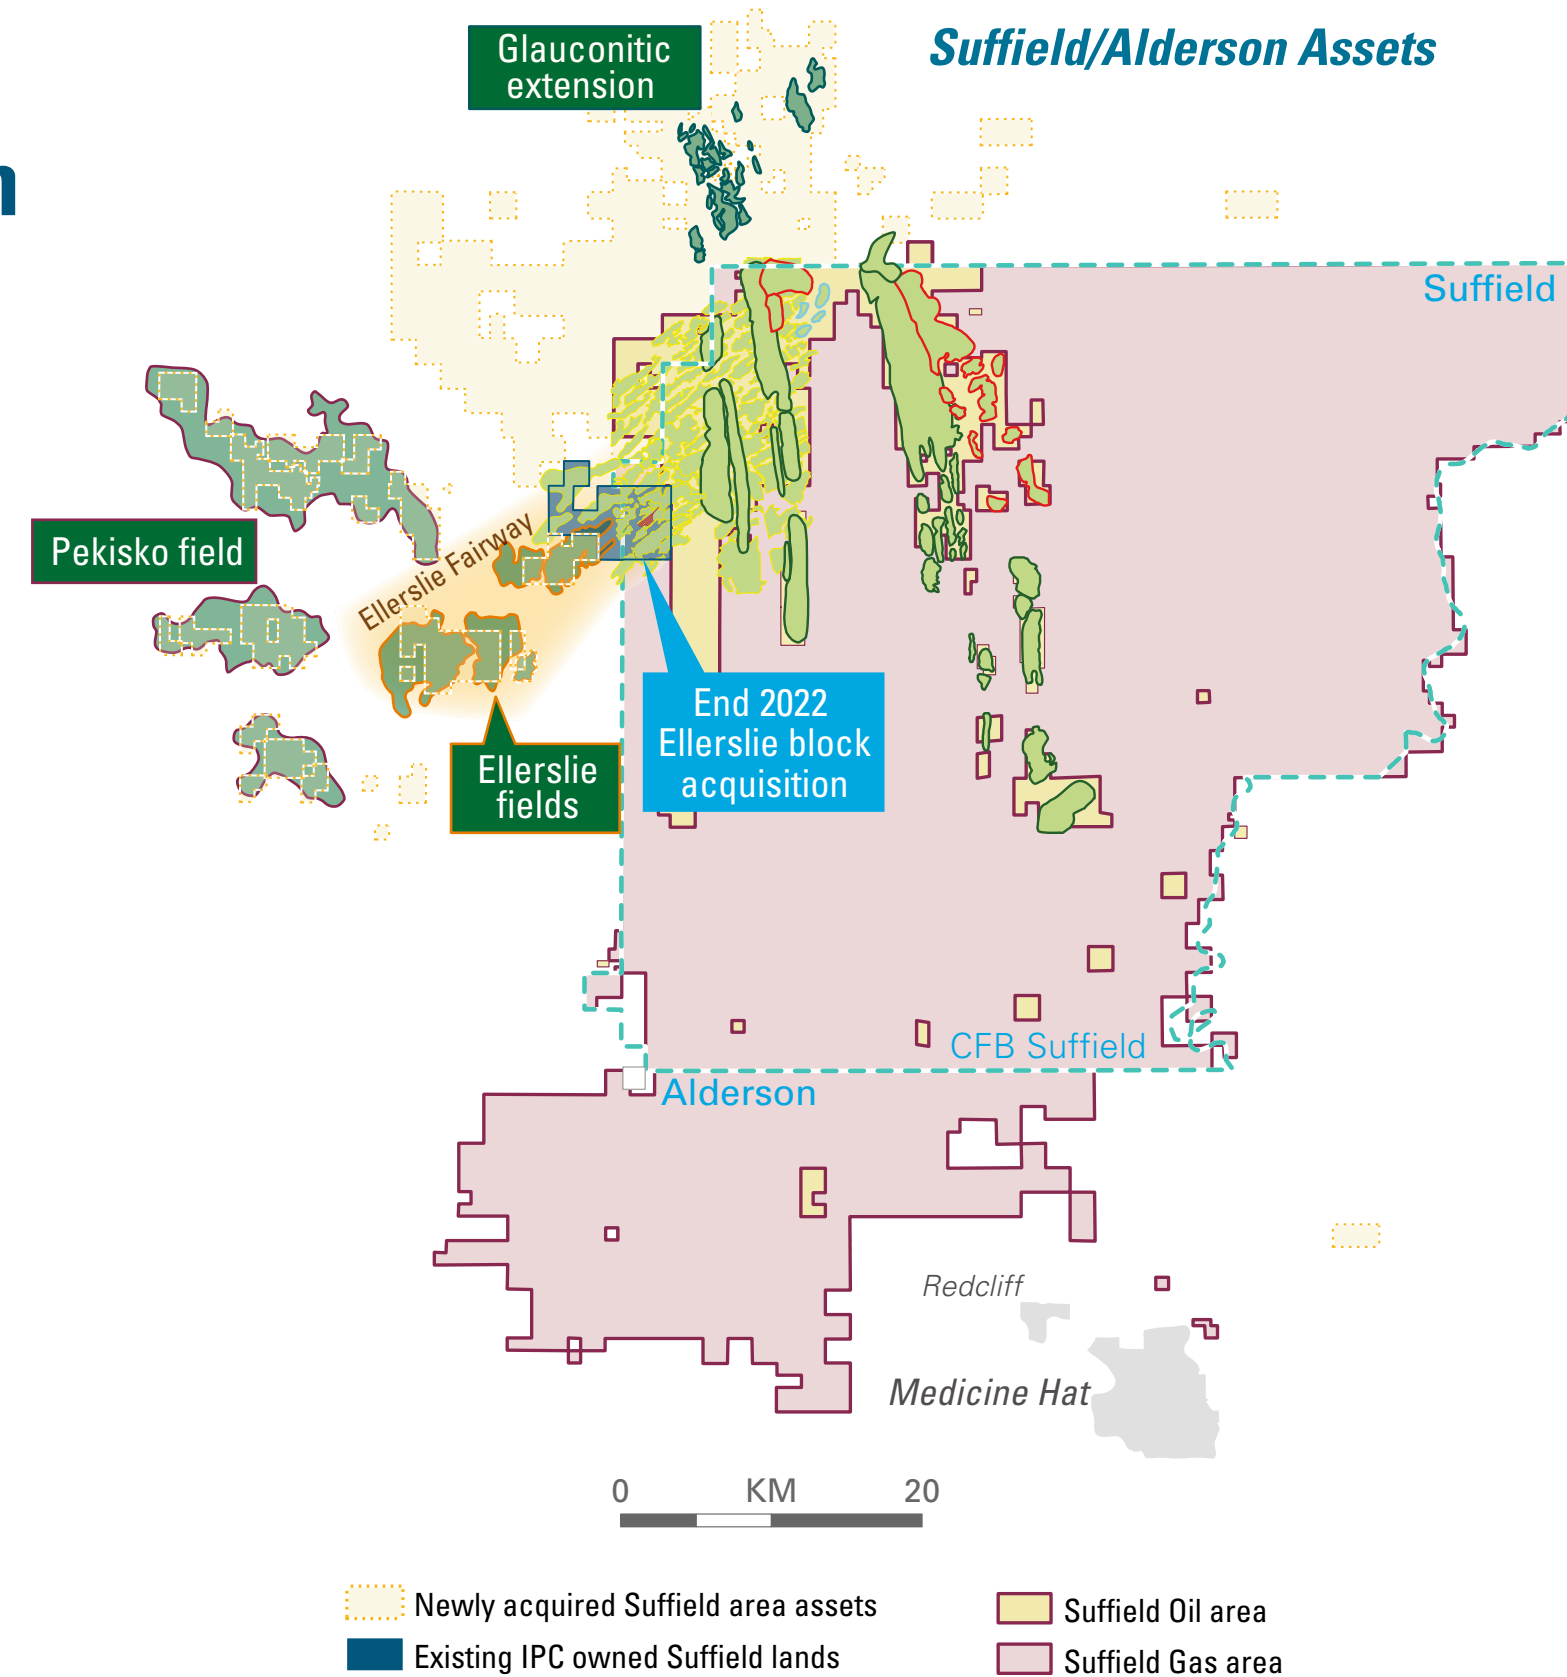 Suffield/Alderson Assets
Glauconitic
extension
n
Suffield
Pekisko field
Ellerslie Fairway
End 2022
Ellerslie block
acquisition
Ellerslie
fields
CFB Suffield
Alderson
Redcliff
Medicine Hat
0 KM 20
Newly acquired Suffield area assets
Existing IPC owned Suffield lands
Suffield Oil area
Suffield Gas area